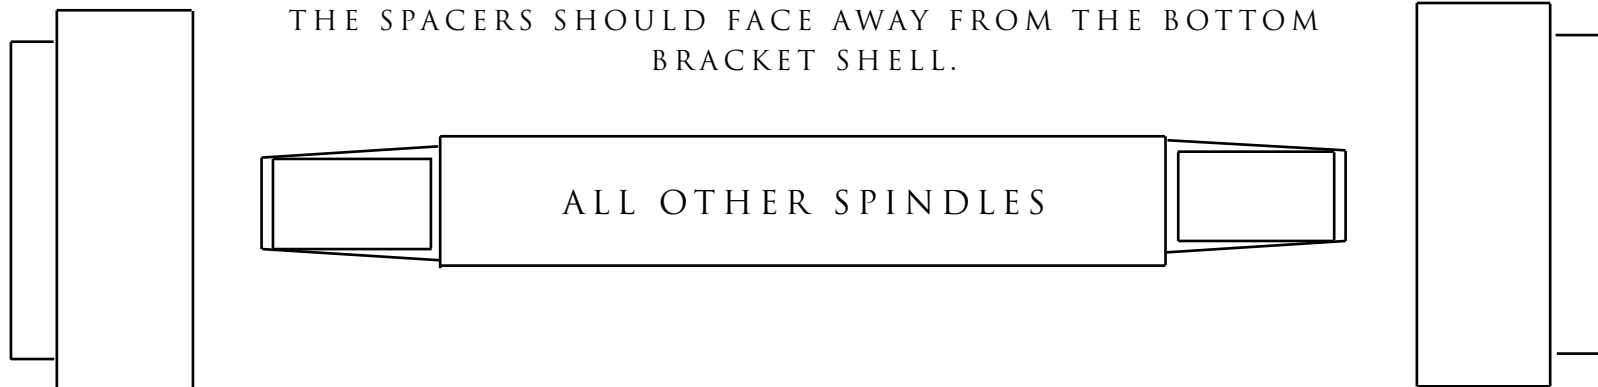 THE SPACERS SHOULD FACE AWAY FROM THE BOTTOM
BRACKET SHELL.
ALL OTHER SPINDLES